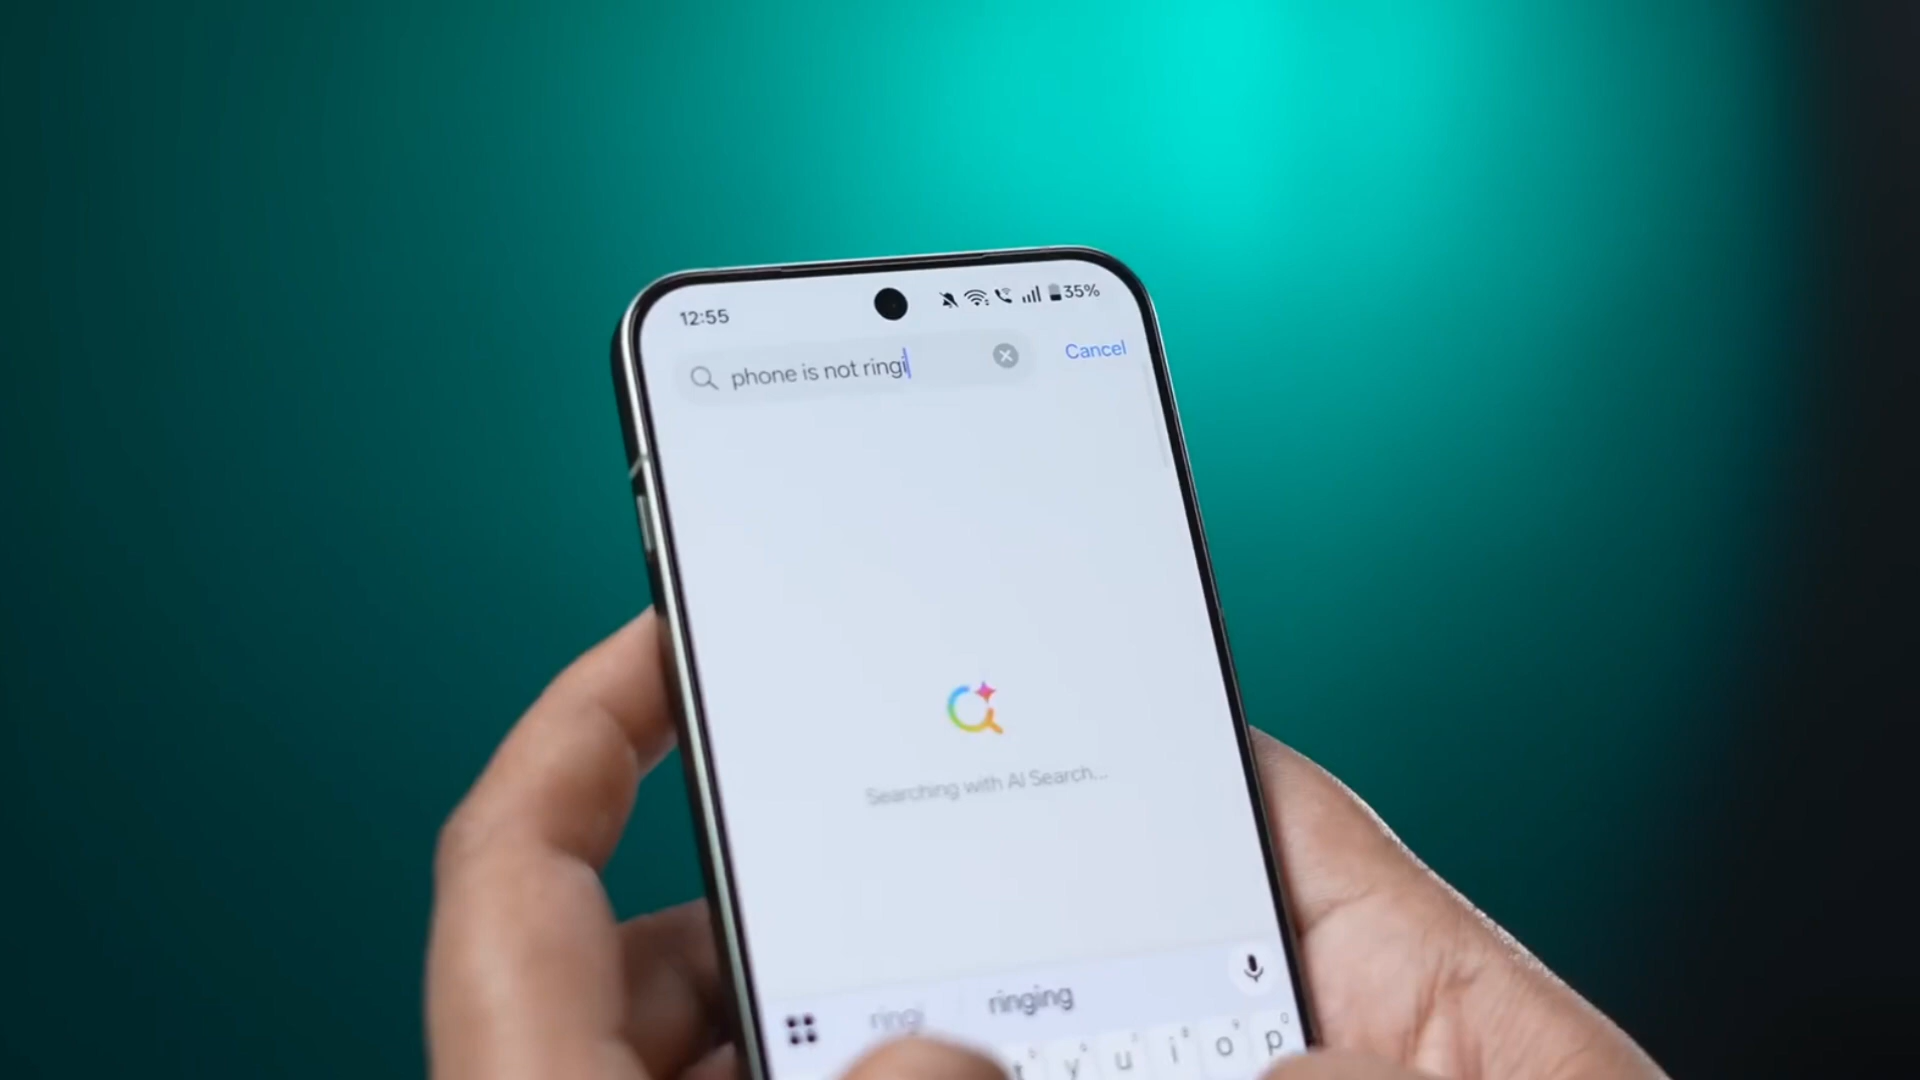 12:55
35%
phone is not ringi
Cancel
Searching with AI Search...
ringi
ringing
t y u i o p